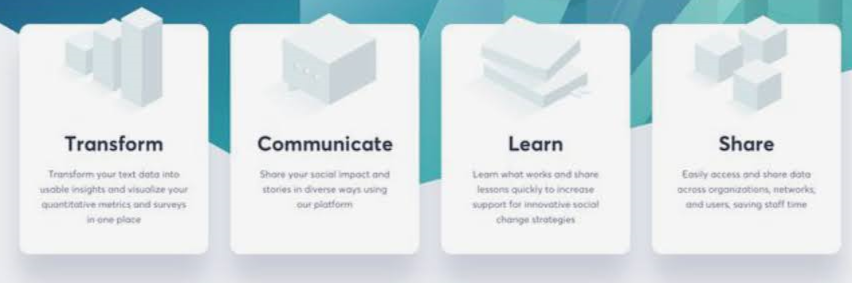 Transform
Transform your text data into
usable insights and visualize your
quantitative metrics and surveys
in one place
Communicate
Share your social impact and
stories in diverse ways using
our platform
Learn
Learn what works and share
lessons quickly to increase
support for innovative social
change strategies
Share
Easily access and share data
across organizations, networks,
and users, saving staff time